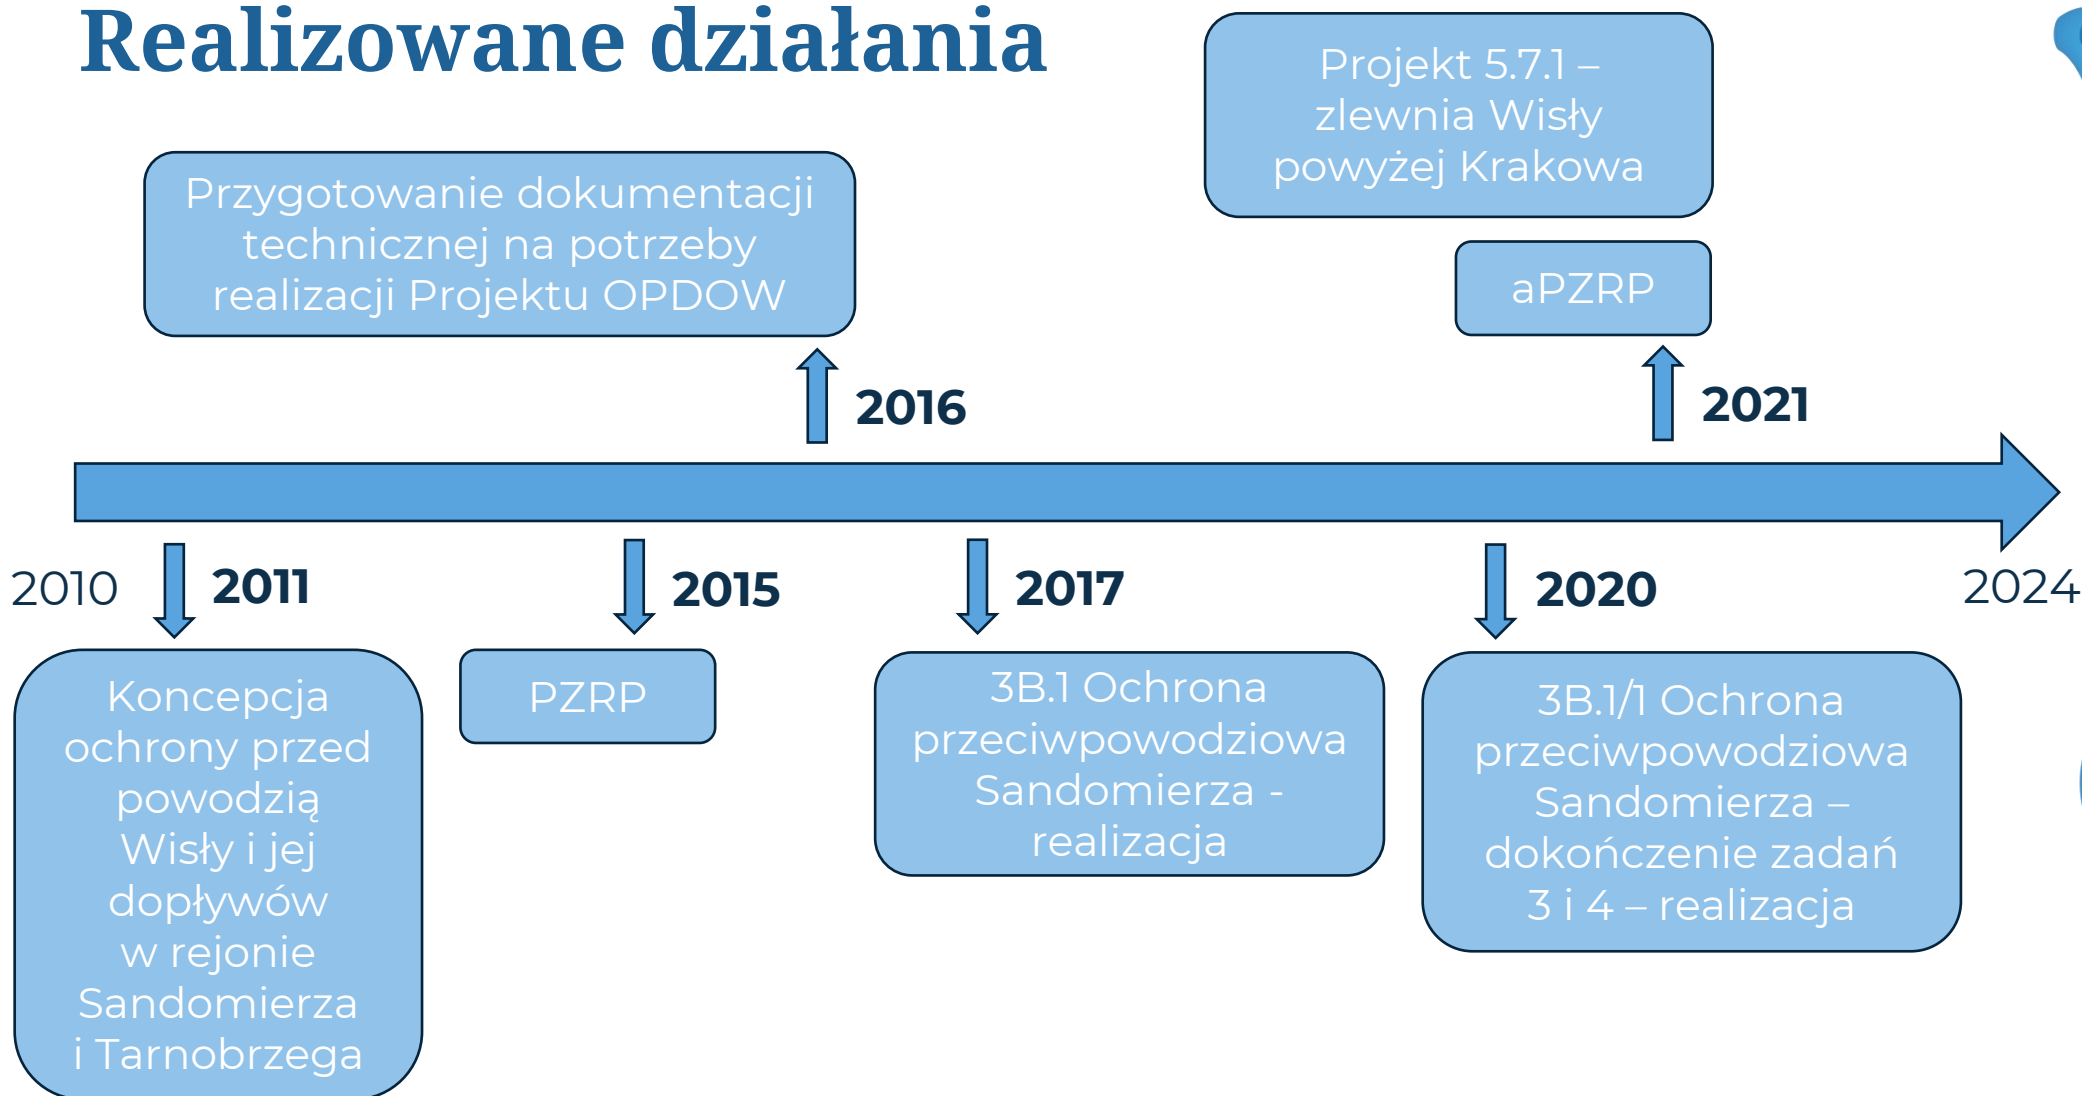 Realizowane działania
Projekt 5.7.1 –
zlewnia Wisły
powyżej Krakowa
Przygotowanie dokumentacji
technicznej na potrzeby
realizacji Projektu OPDOW
aPZRP
2016
2021
2010
2011
2015
2017
2020
2024
Koncepcja
ochrony przed
powodzią
Wisły i jej
dopływów
w rejonie
Sandomierza
i Tarnobrzega
PZRP
3B.1 Ochrona
przeciwpowodziowa
Sandomierza -
realizacja
3B.1/1 Ochrona
przeciwpowodziowa
Sandomierza –
dokończenie zadań
3 i 4 – realizacja